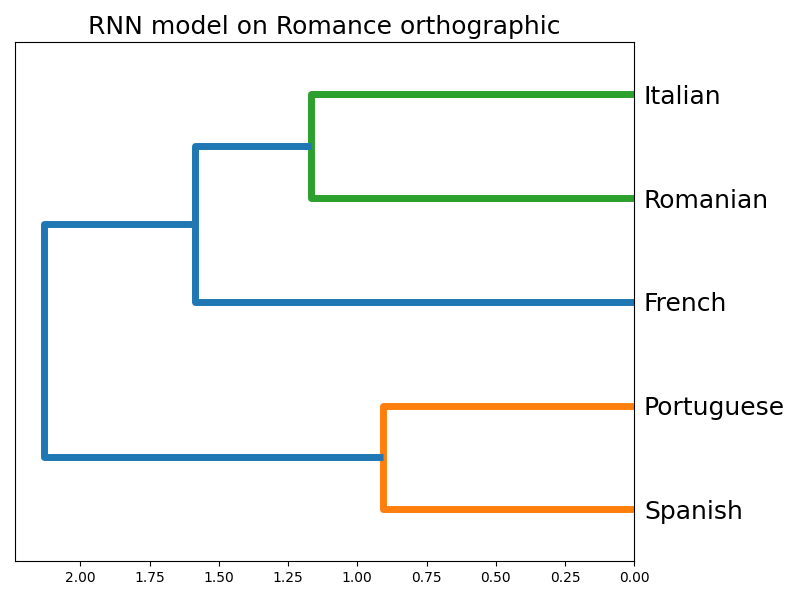 RNN model on Romance orthographic
Italian
Romanian
French
Portuguese
Spanish
2.00 1.75 1.50 1.25 1.00 0.75 0.50 0.25 0.00